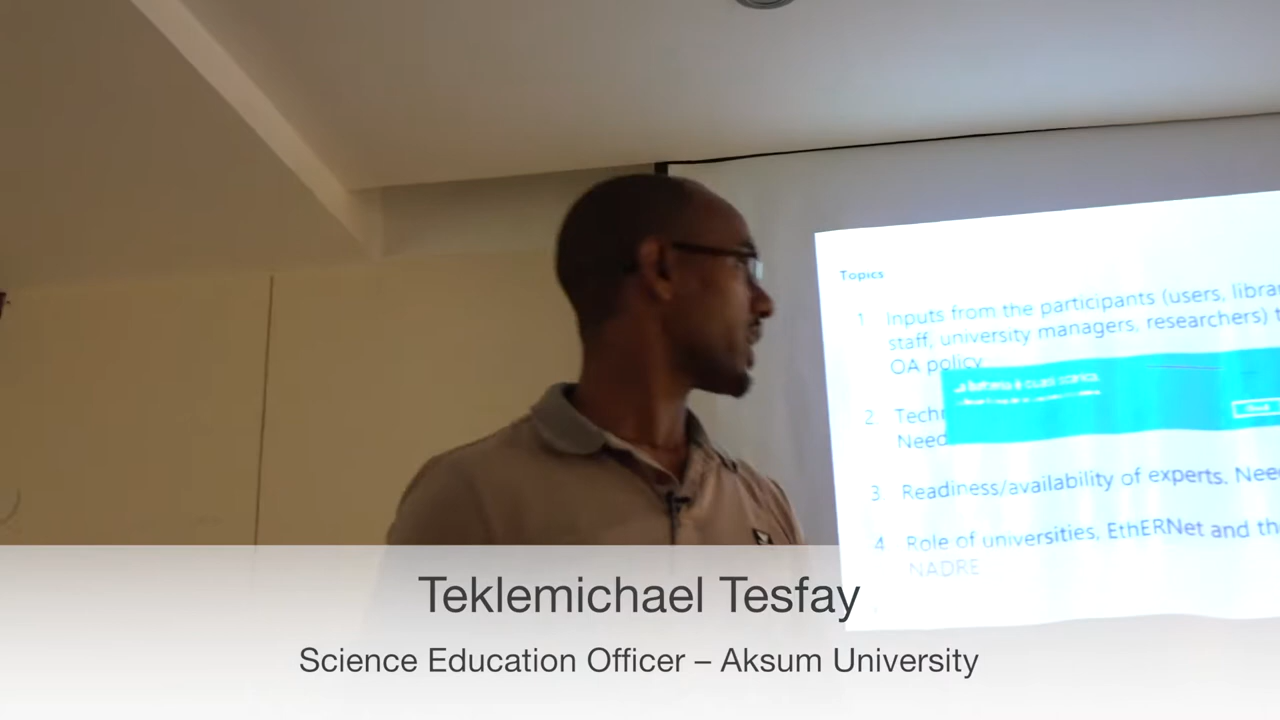 Topics
1 Inputs from the participants (users, librar
staff, university managers, researchers) t
OA policy
2. Techn
Need
3. Readiness/availability of experts. Nee
4 Role of universities, EthERNet and th
NADRE
Teklemichael Tesfay
Science Education Officer – Aksum University